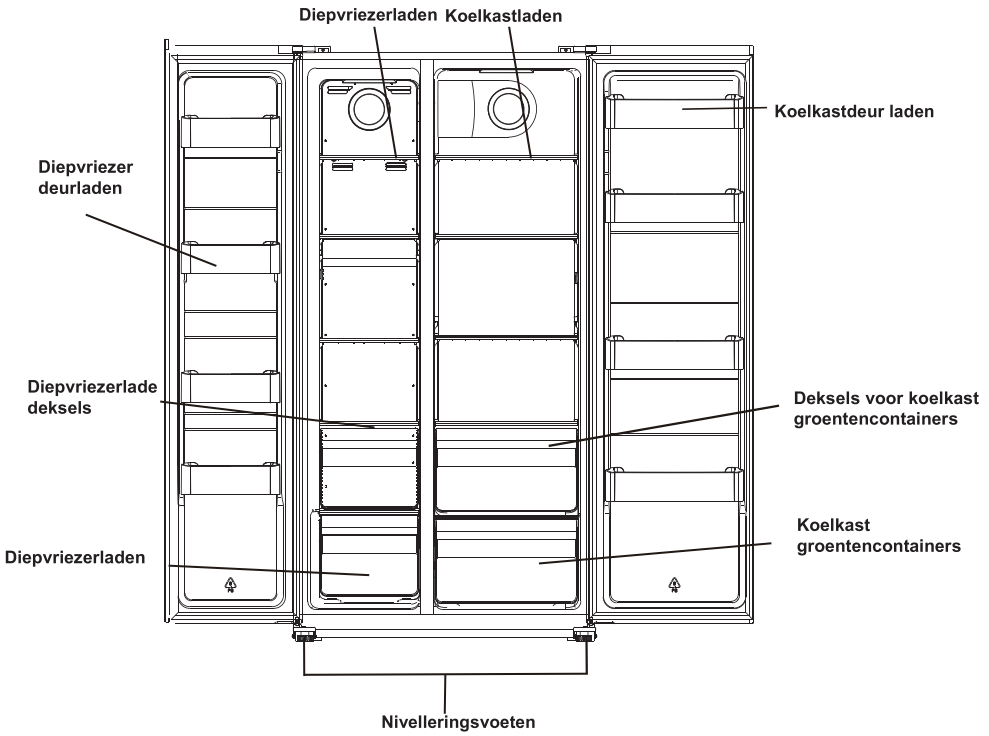 Diepvriezerladen Koelkastladen
Koelkastdeur laden
Diepvriezer
deurladen
Diepvriezerlade
deksels
Deksels voor koelkast
groentencontainers
Koelkast
groentencontainers
Diepvriezerladen
Nivelleringsvoeten